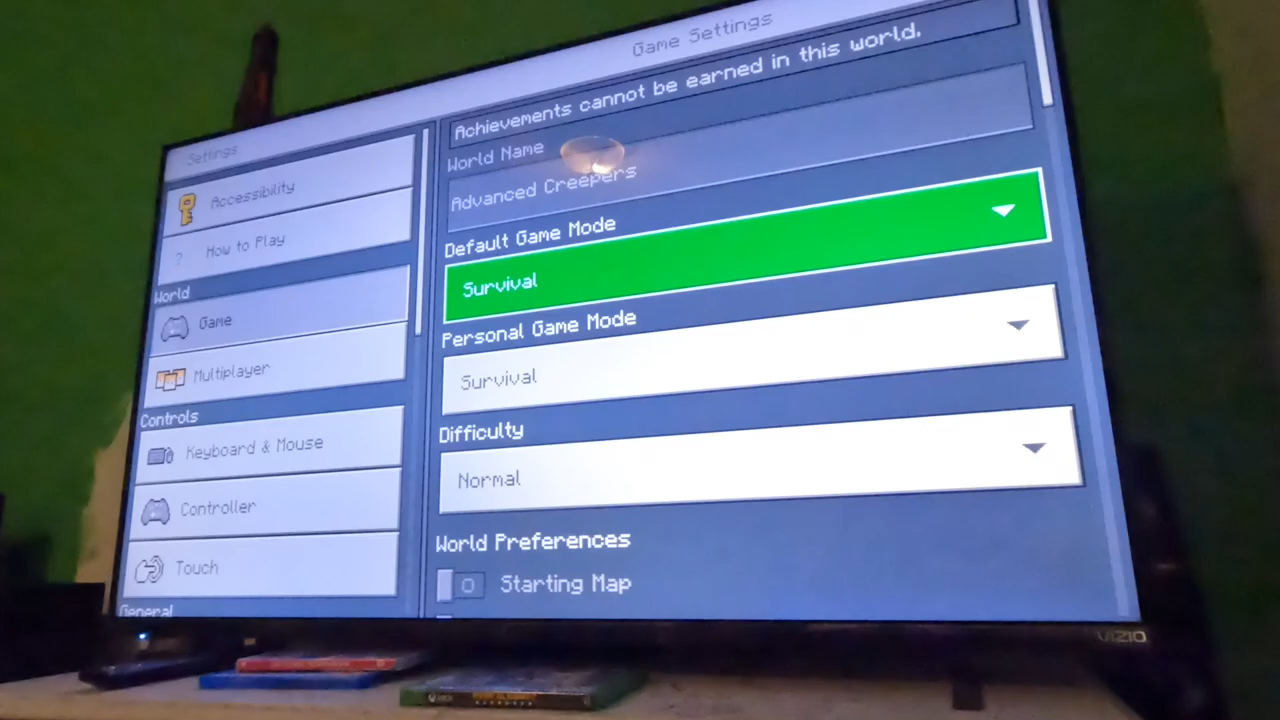 Game Settings
Settings
Accessibility
How to Play
World
Game
Multiplayer
Controls
Keyboard & Mouse
Controller
Touch
General
Achievements cannot be earned in this world.
World Name
Advanced Creepers
Default Game Mode
Survival
Personal Game Mode
Survival
Difficulty
Normal
World Preferences
Starting Map
VIZIO
XBOX